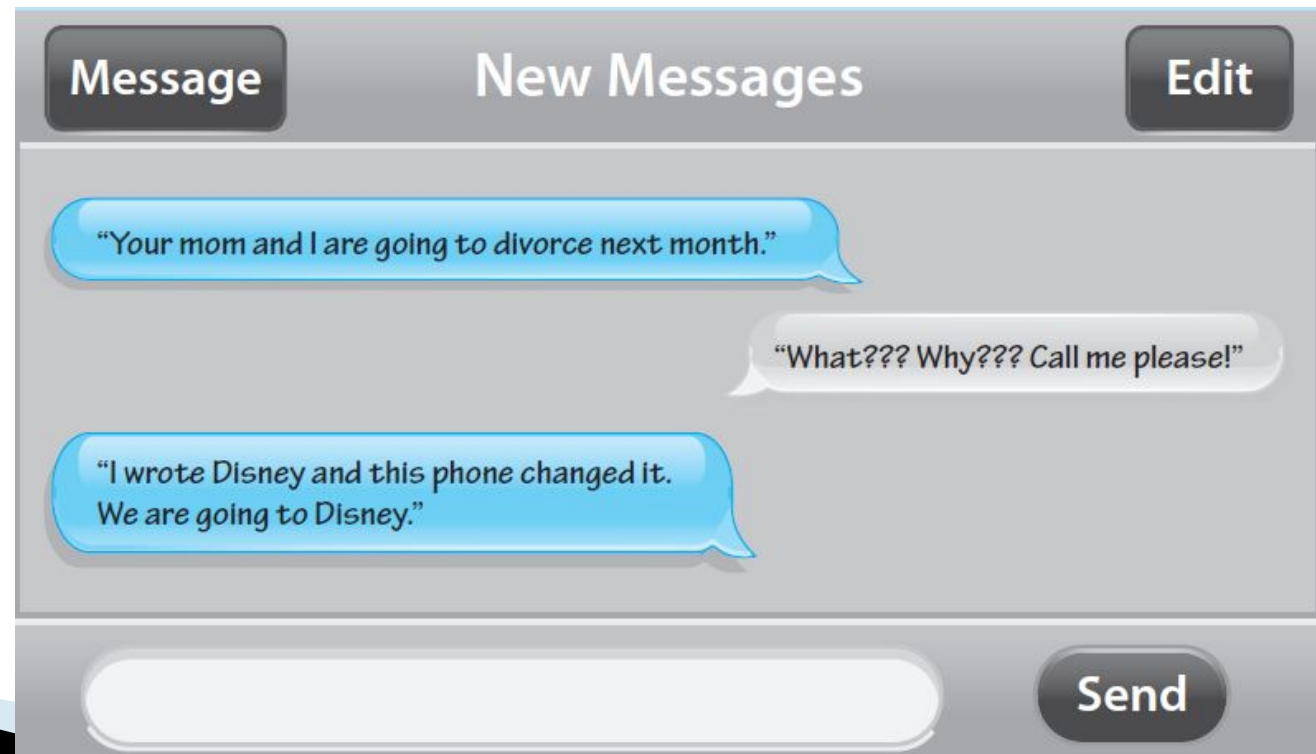 Message
New Messages
Edit
“Your mom and I are going to divorce next month.”
“What??? Why??? Call me please!”
“I wrote Disney and this phone changed it.
We are going to Disney.”
Send